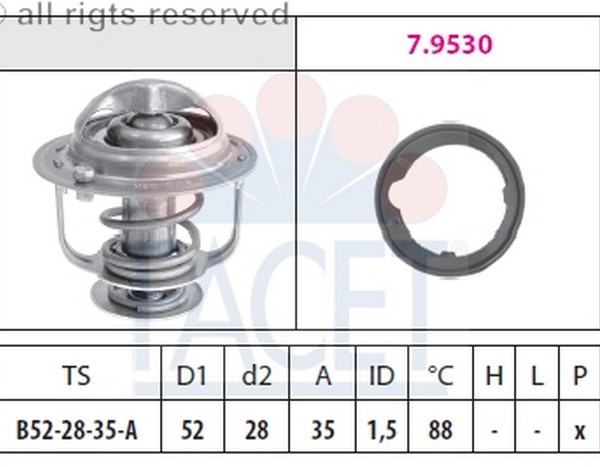 © all rigts reserved
7.9530
FACET ®
TS D1 d2 A ID °C H L P
B52-28-35-A 52 28 35 1,5 88 - - x